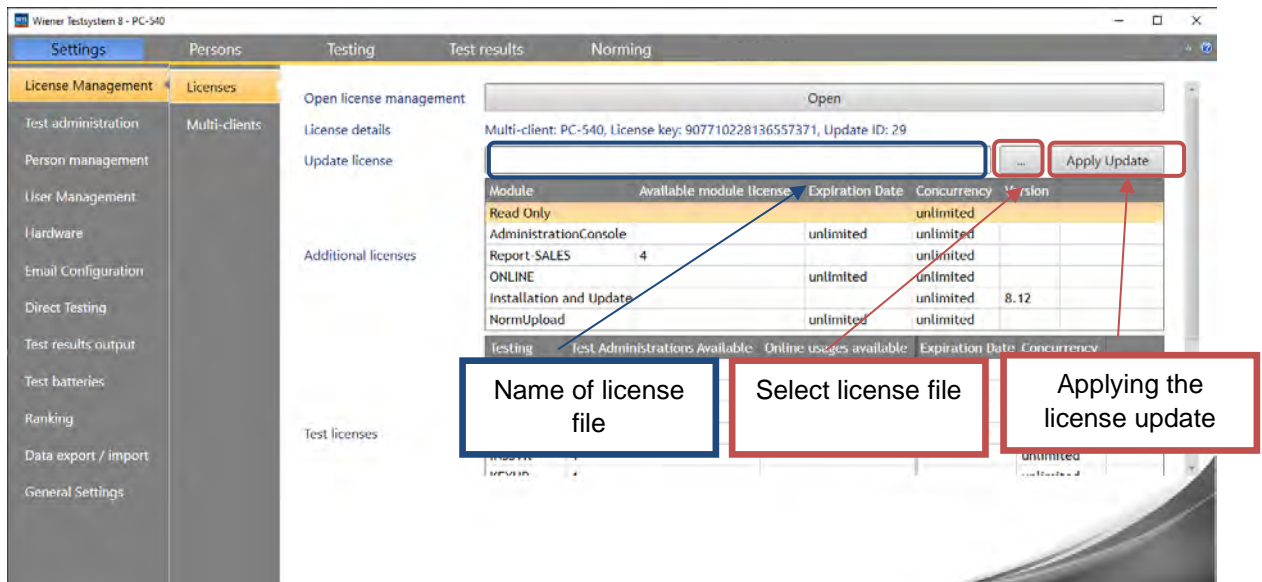 Wiener Testsystem 8 - PC-540
Settings Persons Testing Test results Norming
License Management
Test administration
Person management
User Management
Hardware
Email Configuration
Direct Testing
Test results output
Test batteries
Ranking
Data export / import
General Settings
Licenses
Multi-clients
Open license management Open
License details Multi-client: PC-540, License key: 907710228136557371, Update ID: 29
Update license ... Apply Update
Module Available module license Expiration Date Concurrency Version
Read Only unlimited
AdministrationConsole unlimited unlimited
Additional licenses
Report-SALES 4 unlimited
ONLINE unlimited unlimited
Installation and Update unlimited 8.12
NormUpload unlimited unlimited
Testing Test Administrations Available Online usages available Expiration Date Concurrency
Name of license
file
Select license file
Applying the
license update
Test licenses
unlimited
unlimited